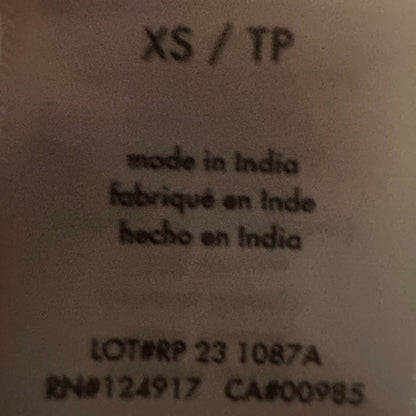 XS / TP
made in India
fabriqué en Inde
hecho en India
LOT#RP 23 1087A
RN#124917 CA#00985